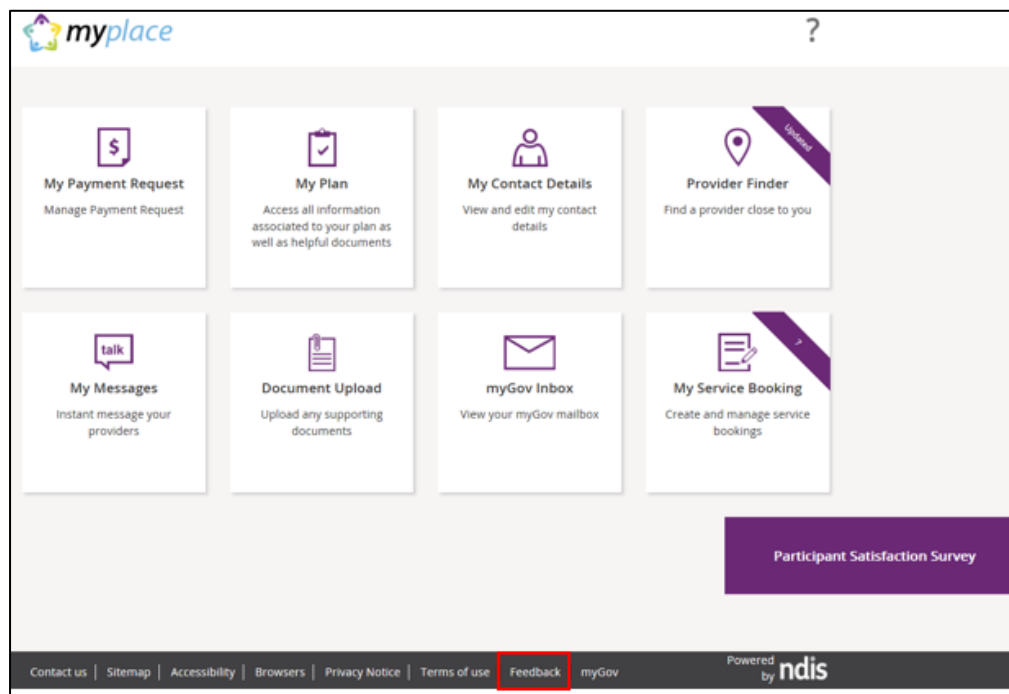 myplace
?
$
My Payment Request
Manage Payment Request
My Plan
Access all information
associated to your plan as
well as helpful documents
My Contact Details
View and edit my contact
details
Updated
Provider Finder
Find a provider close to you
talk
My Messages
Instant message your
providers
Document Upload
Upload any supporting
documents
myGov Inbox
View your myGov mailbox
7
My Service Booking
Create and manage service
bookings
Participant Satisfaction Survey
Contact us | Sitemap | Accessibility | Browsers | Privacy Notice | Terms of use Feedback myGov
Powered
by ndis